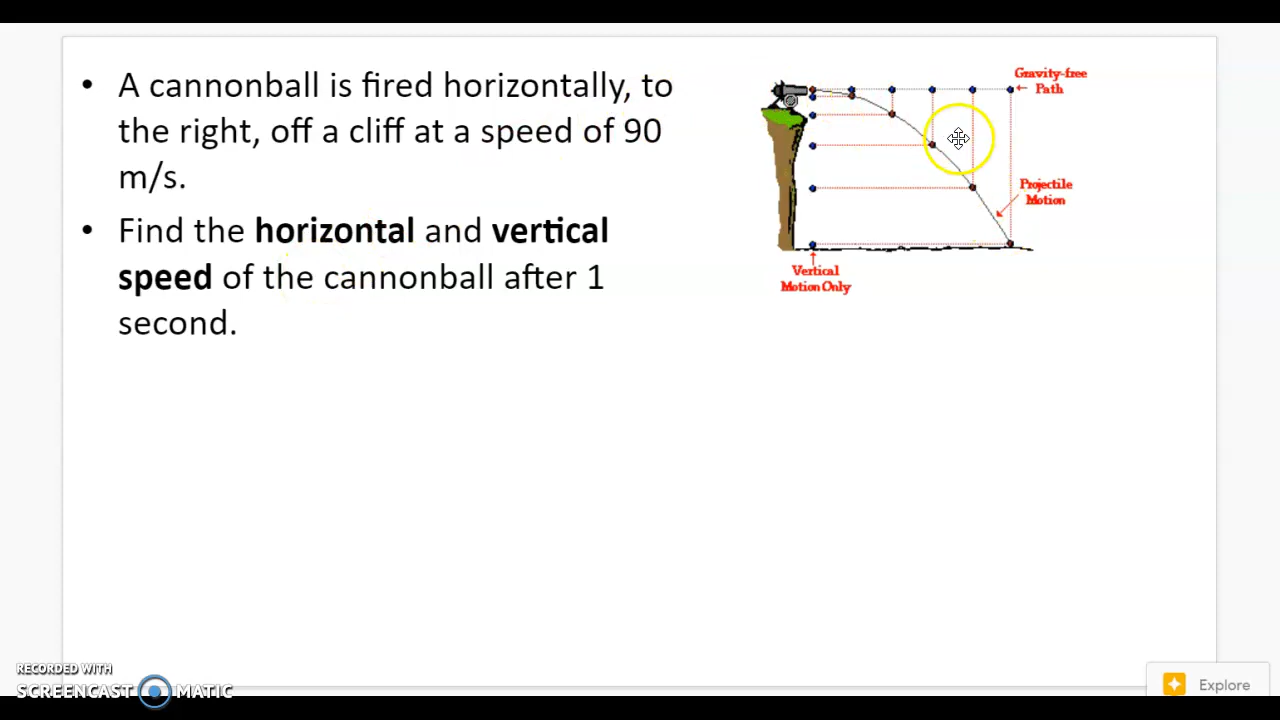 • A cannonball is fired horizontally, to
the right, off a cliff at a speed of 90
m/s.
• Find the horizontal and vertical
speed of the cannonball after 1
second.
Gravity-free
Path
Projectile
Motion
Vertical
Motion Only
RECORDED WITH
SCREENCAST MATIC
Explore